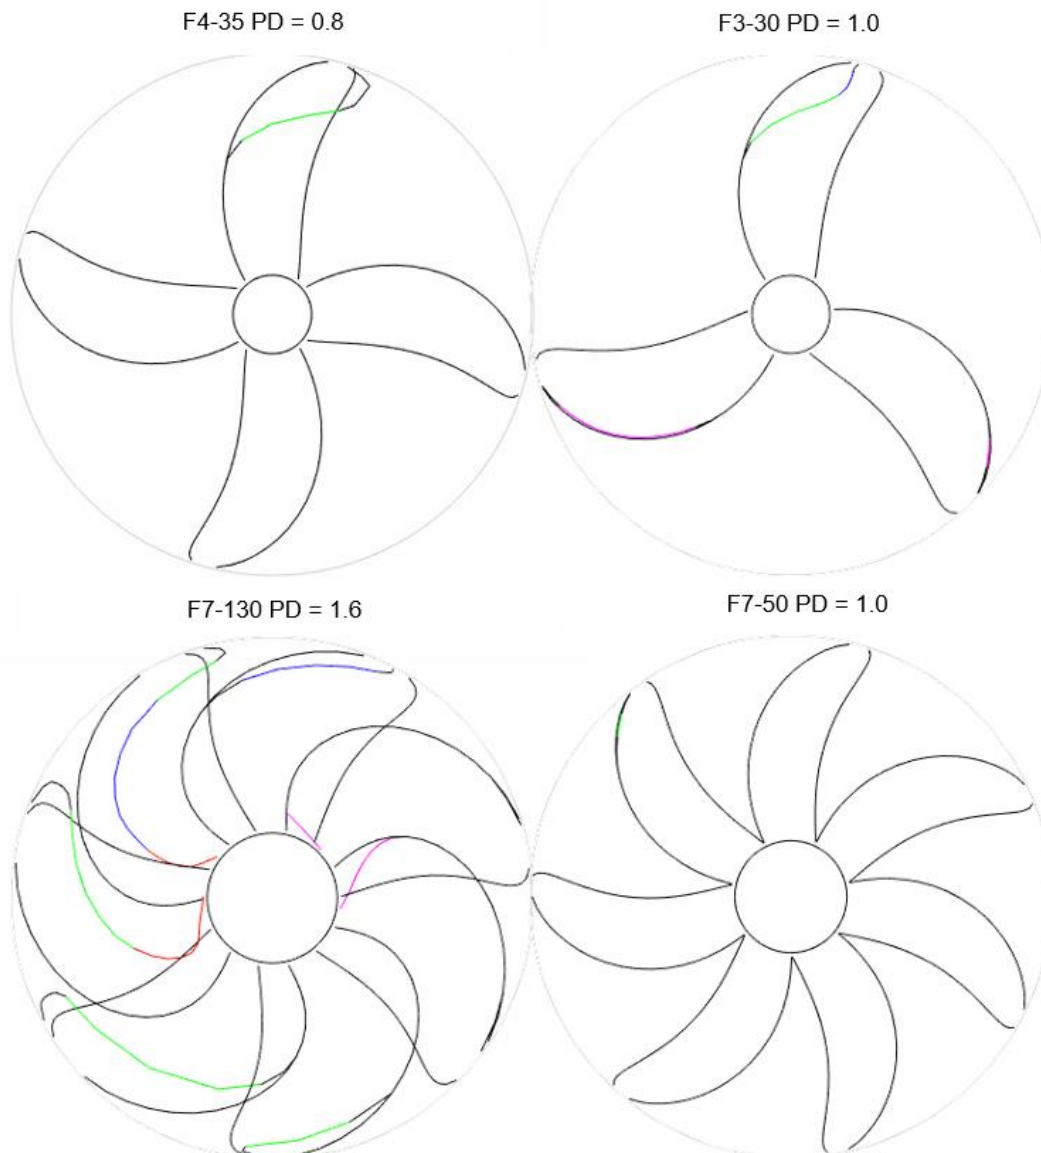 F4-35 PD = 0.8
F3-30 PD = 1.0
F7-130 PD = 1.6
F7-50 PD = 1.0